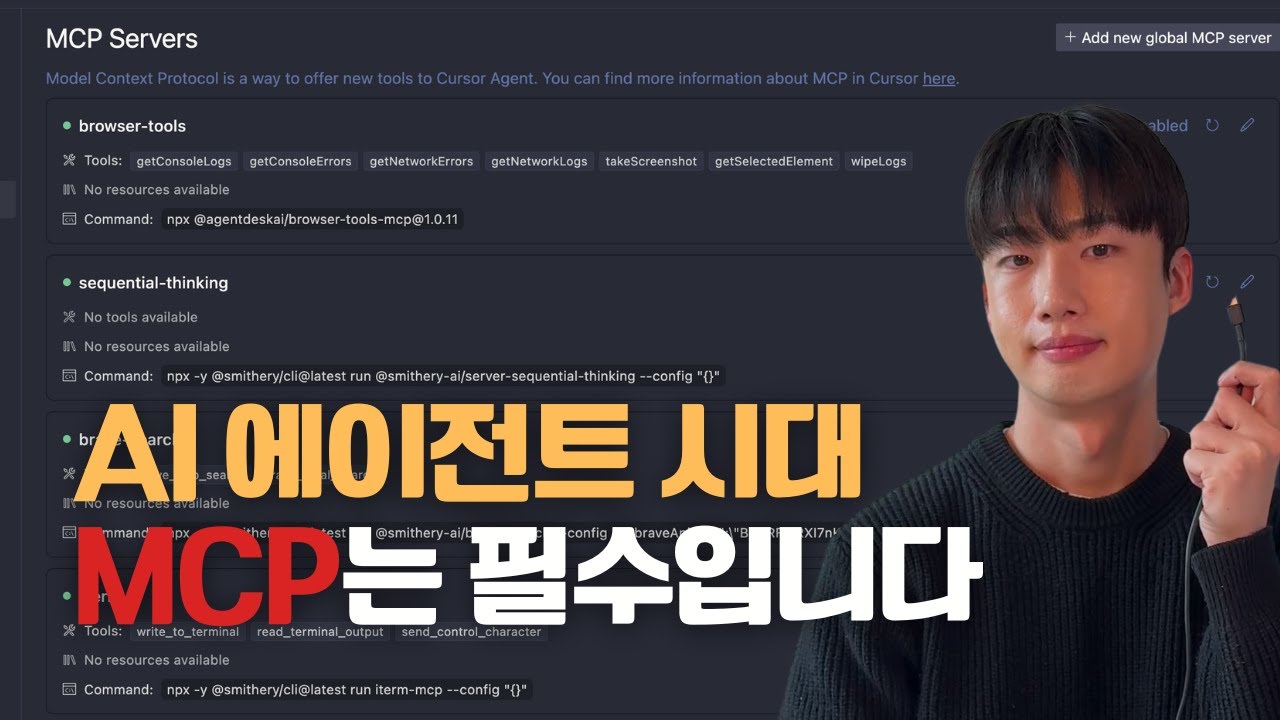 MCP Servers
+ Add new global MCP server
Model Context Protocol is a way to offer new tools to Cursor Agent. You can find more information about MCP in Cursor here.
browser-tools
abled
Tools: getConsoleLogs getConsoleErrors getNetworkErrors getNetworkLogs takeScreenshot getSelectedElement wipeLogs
No resources available
Command: npx @agentdeskai/browser-tools-mcp@1.0.11
sequential-thinking
No tools available
No resources available
Command: npx -y @smithery/cli@latest run @smithery-ai/server-sequential-thinking --config "{}"
AI 에이전트 시대
No resources available
MCP는 필수입니다
Tools: write_to_terminal read_terminal_output send_control_character
No resources available
Command: npx -y @smithery/cli@latest run iterm-mcp --config "{}"